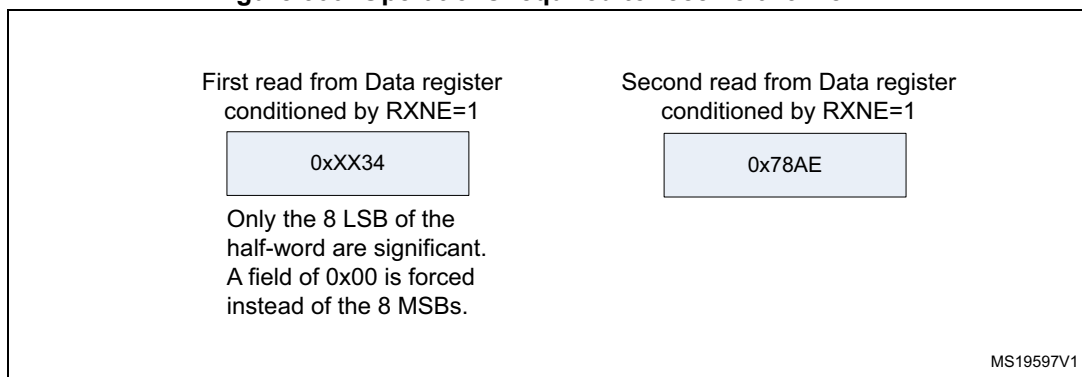 First read from Data register
conditioned by RXNE=1
0xXX34
Only the 8 LSB of the
half-word are significant.
A field of 0x00 is forced
instead of the 8 MSBs.
Second read from Data register
conditioned by RXNE=1
0x78AE
MS19597V1